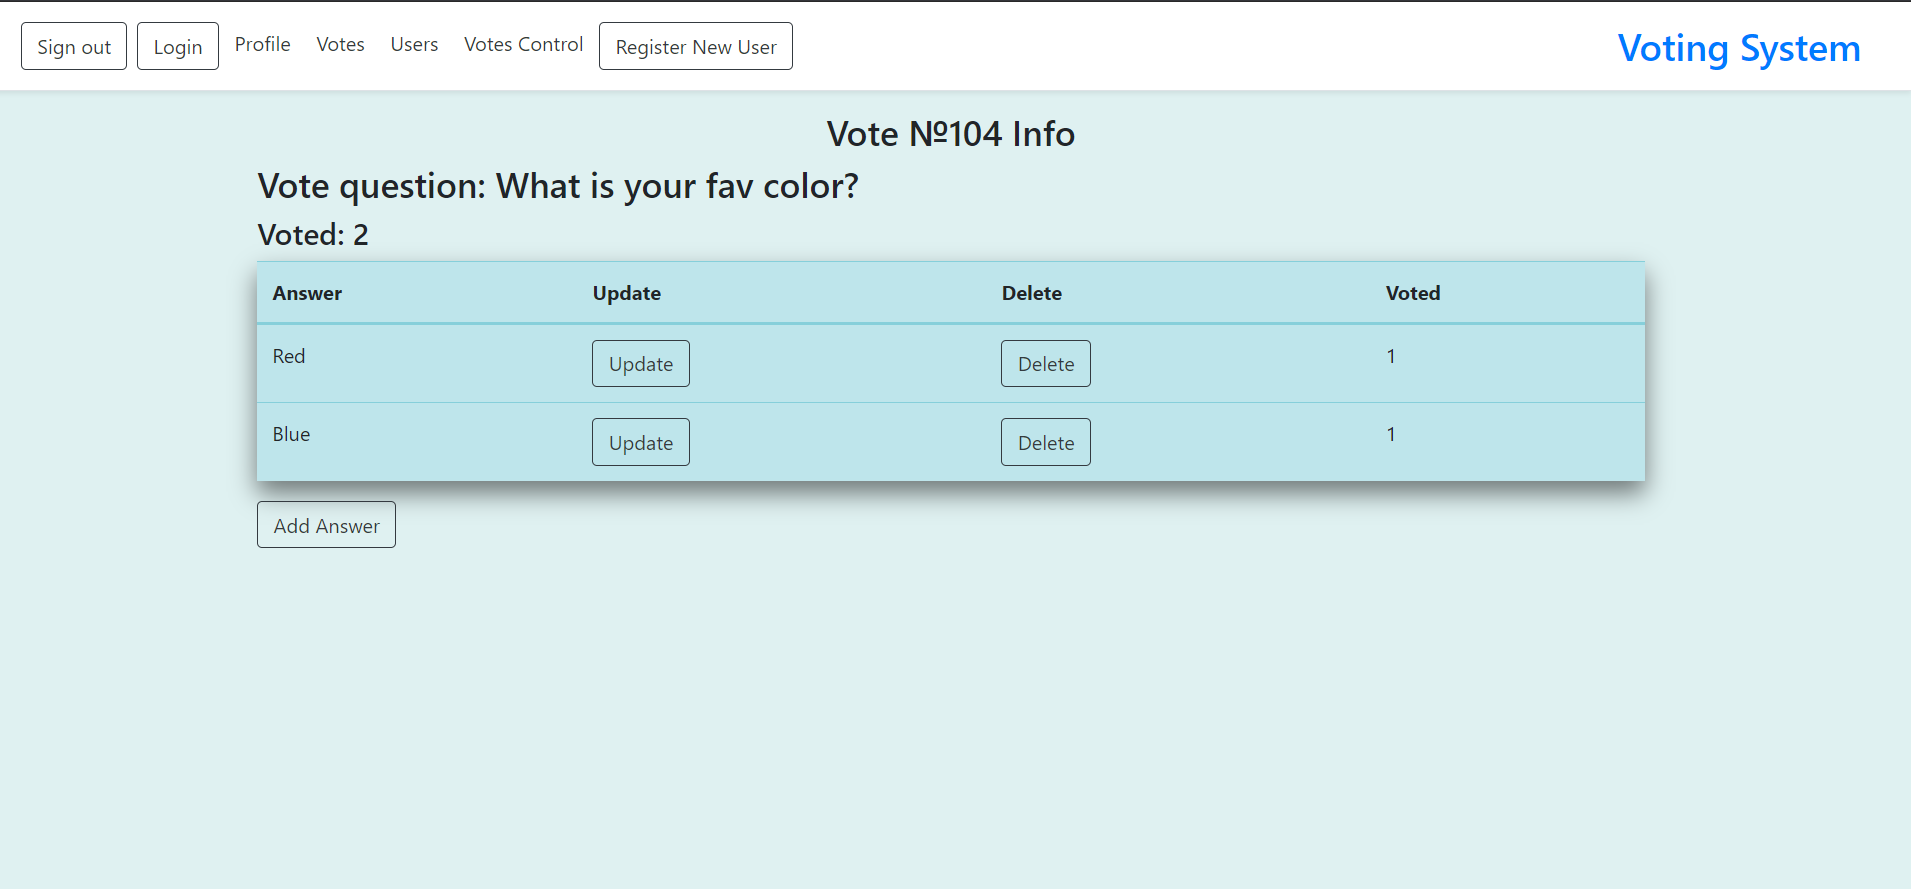 Sign out Login Profile Votes Users Votes Control Register New User Voting System
Vote №104 Info
Vote question: What is your fav color?
Voted: 2
Answer Update Delete Voted
Red Update Delete 1
Blue Update Delete 1
Add Answer